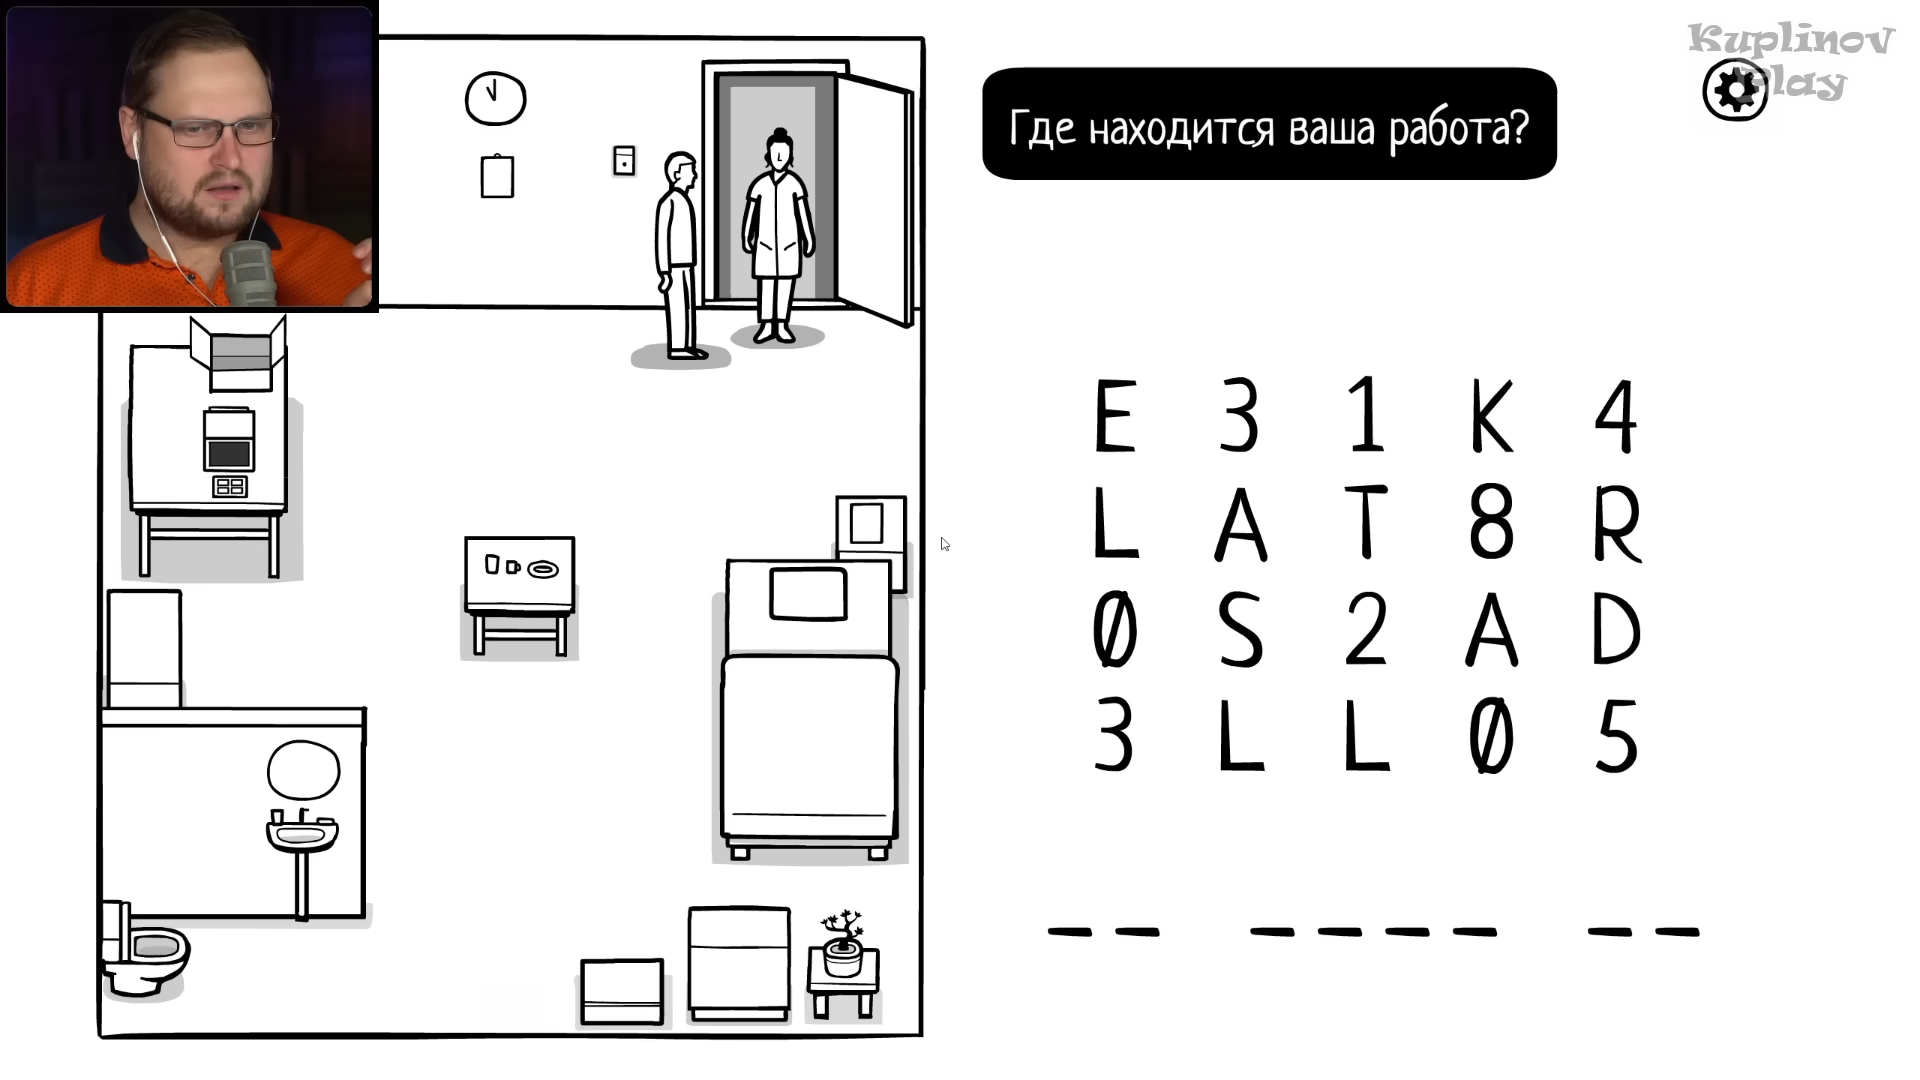 Kuplinov
Play
Где находится ваша работа?
E 3 1 K 4
L A T 8 R
0 S 2 A D
3 L L 0 5